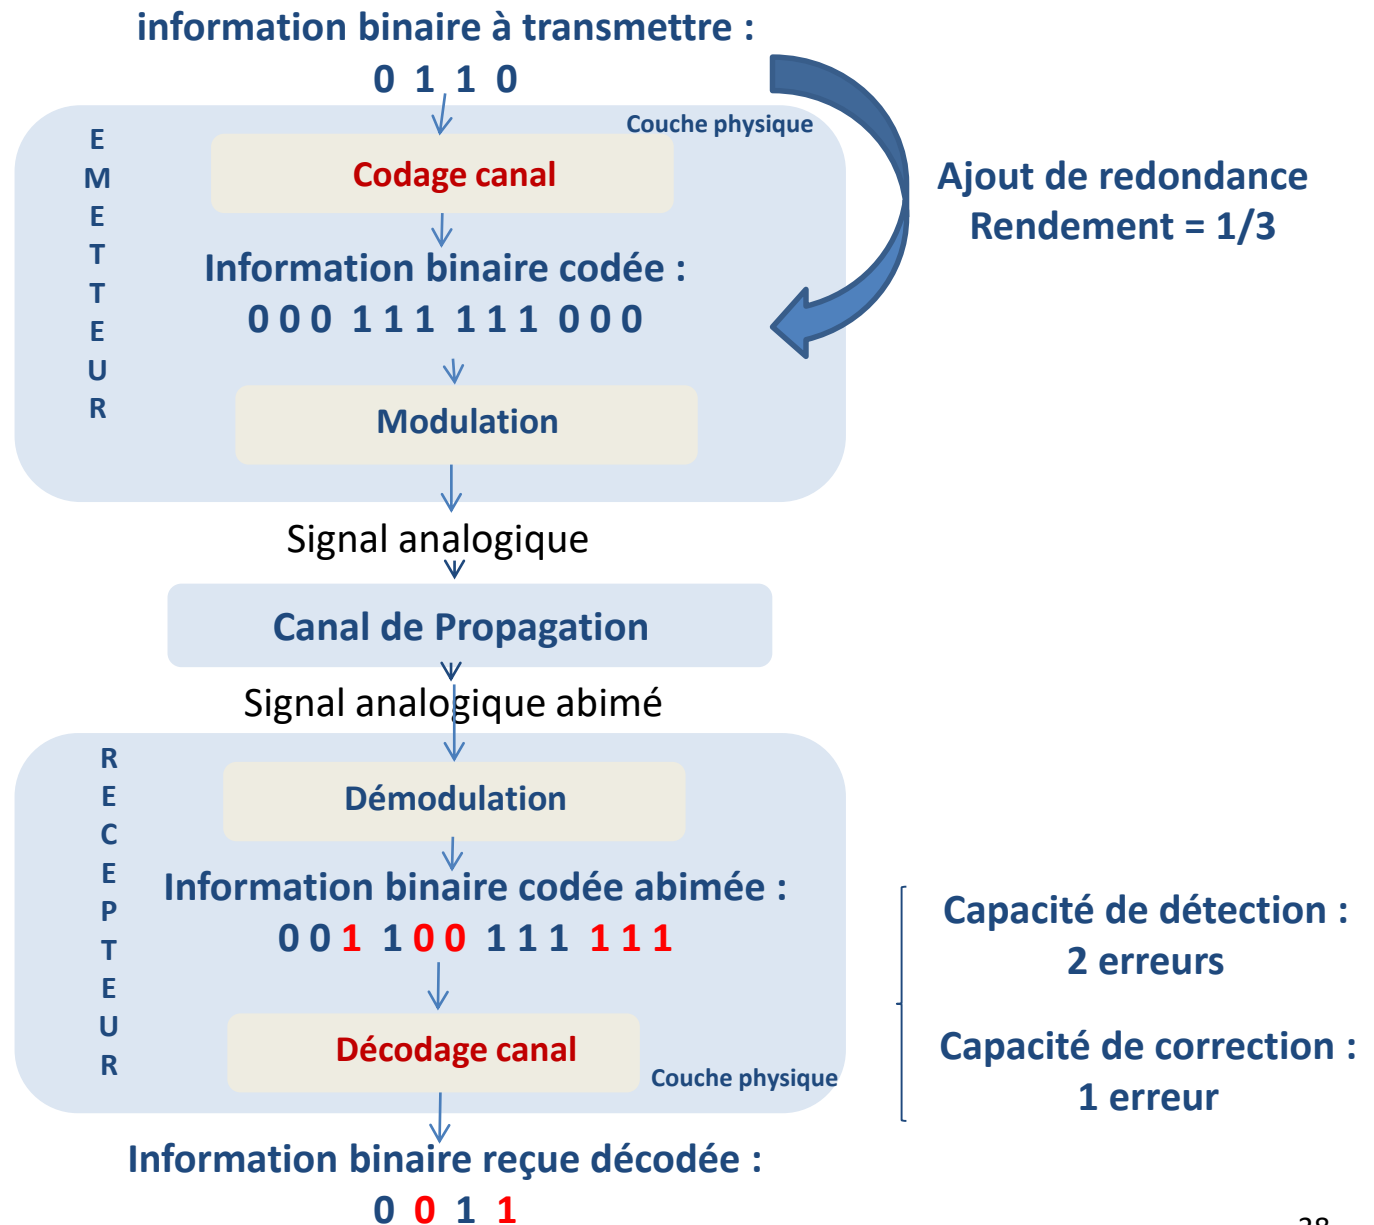 information binaire à transmettre :
0 1 1 0
Couche physique
EMETTEUR
Codage canal
Ajout de redondance
Rendement = 1/3
Information binaire codée :
0 0 0 1 1 1 1 1 1 0 0 0
Modulation
Signal analogique
Canal de Propagation
Signal analogique abimé
RECEPTEUR
Démodulation
Information binaire codée abimée :
0 0 1 1 0 0 1 1 1 1 1 1
Capacité de détection :
2 erreurs
Décodage canal
Couche physique
Capacité de correction :
1 erreur
Information binaire reçue décodée :
0 0 1 1